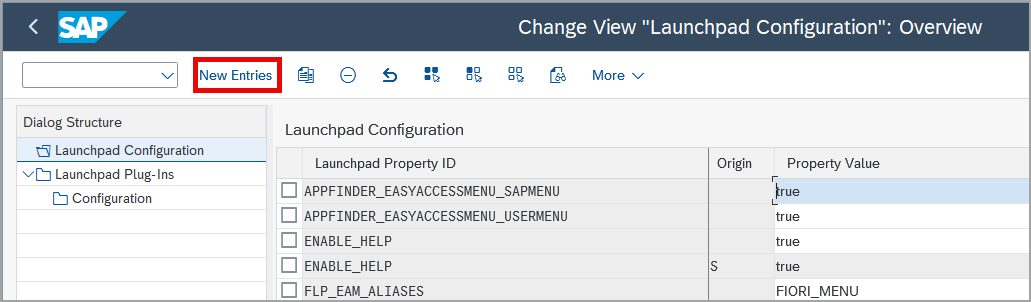 SAP Change View "Launchpad Configuration": Overview
New Entries More
Dialog Structure
Launchpad Configuration
Launchpad Plug-Ins
Configuration
Launchpad Configuration
Launchpad Property ID Origin Property Value
APPFINDER_EASYACCESSMENU_SAPMENU true
APPFINDER_EASYACCESSMENU_USERMENU true
ENABLE_HELP true
ENABLE_HELP S true
FLP_EAM_ALIASES FIORI_MENU